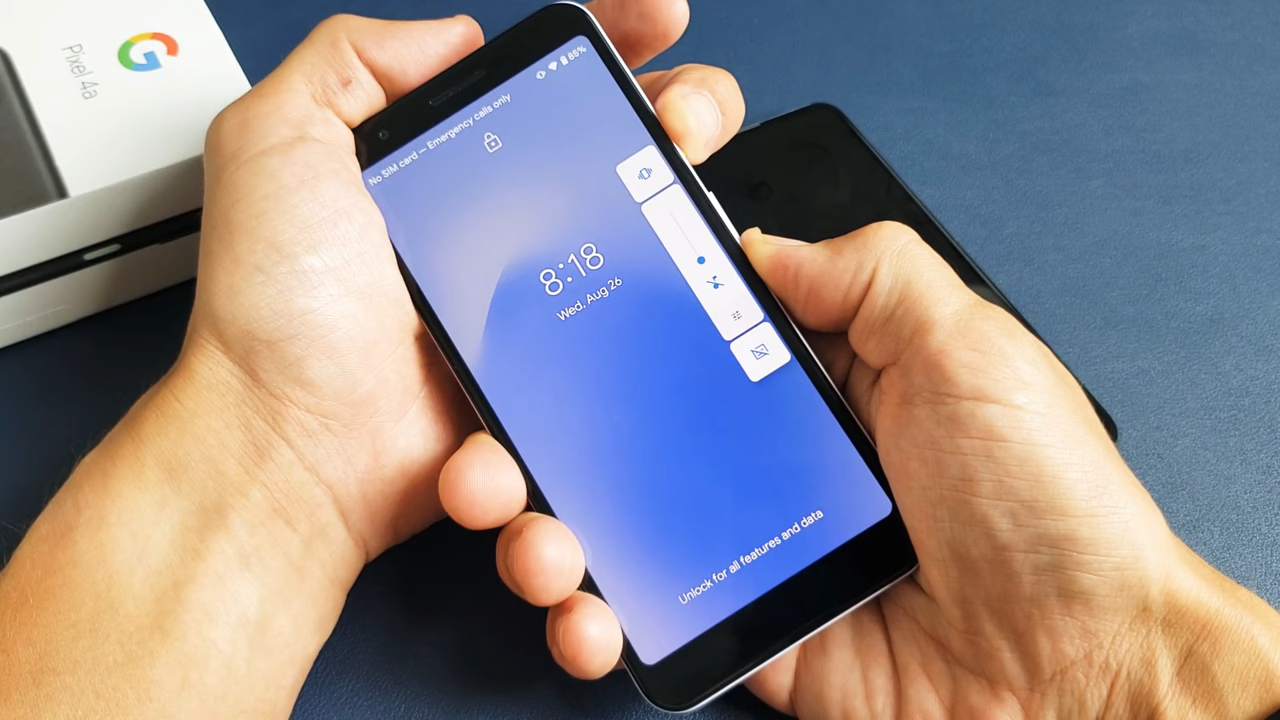 G
Pixel 4a
85%
No SIM card — Emergency calls only
8:18
Wed, Aug 26
Unlock for all features and data